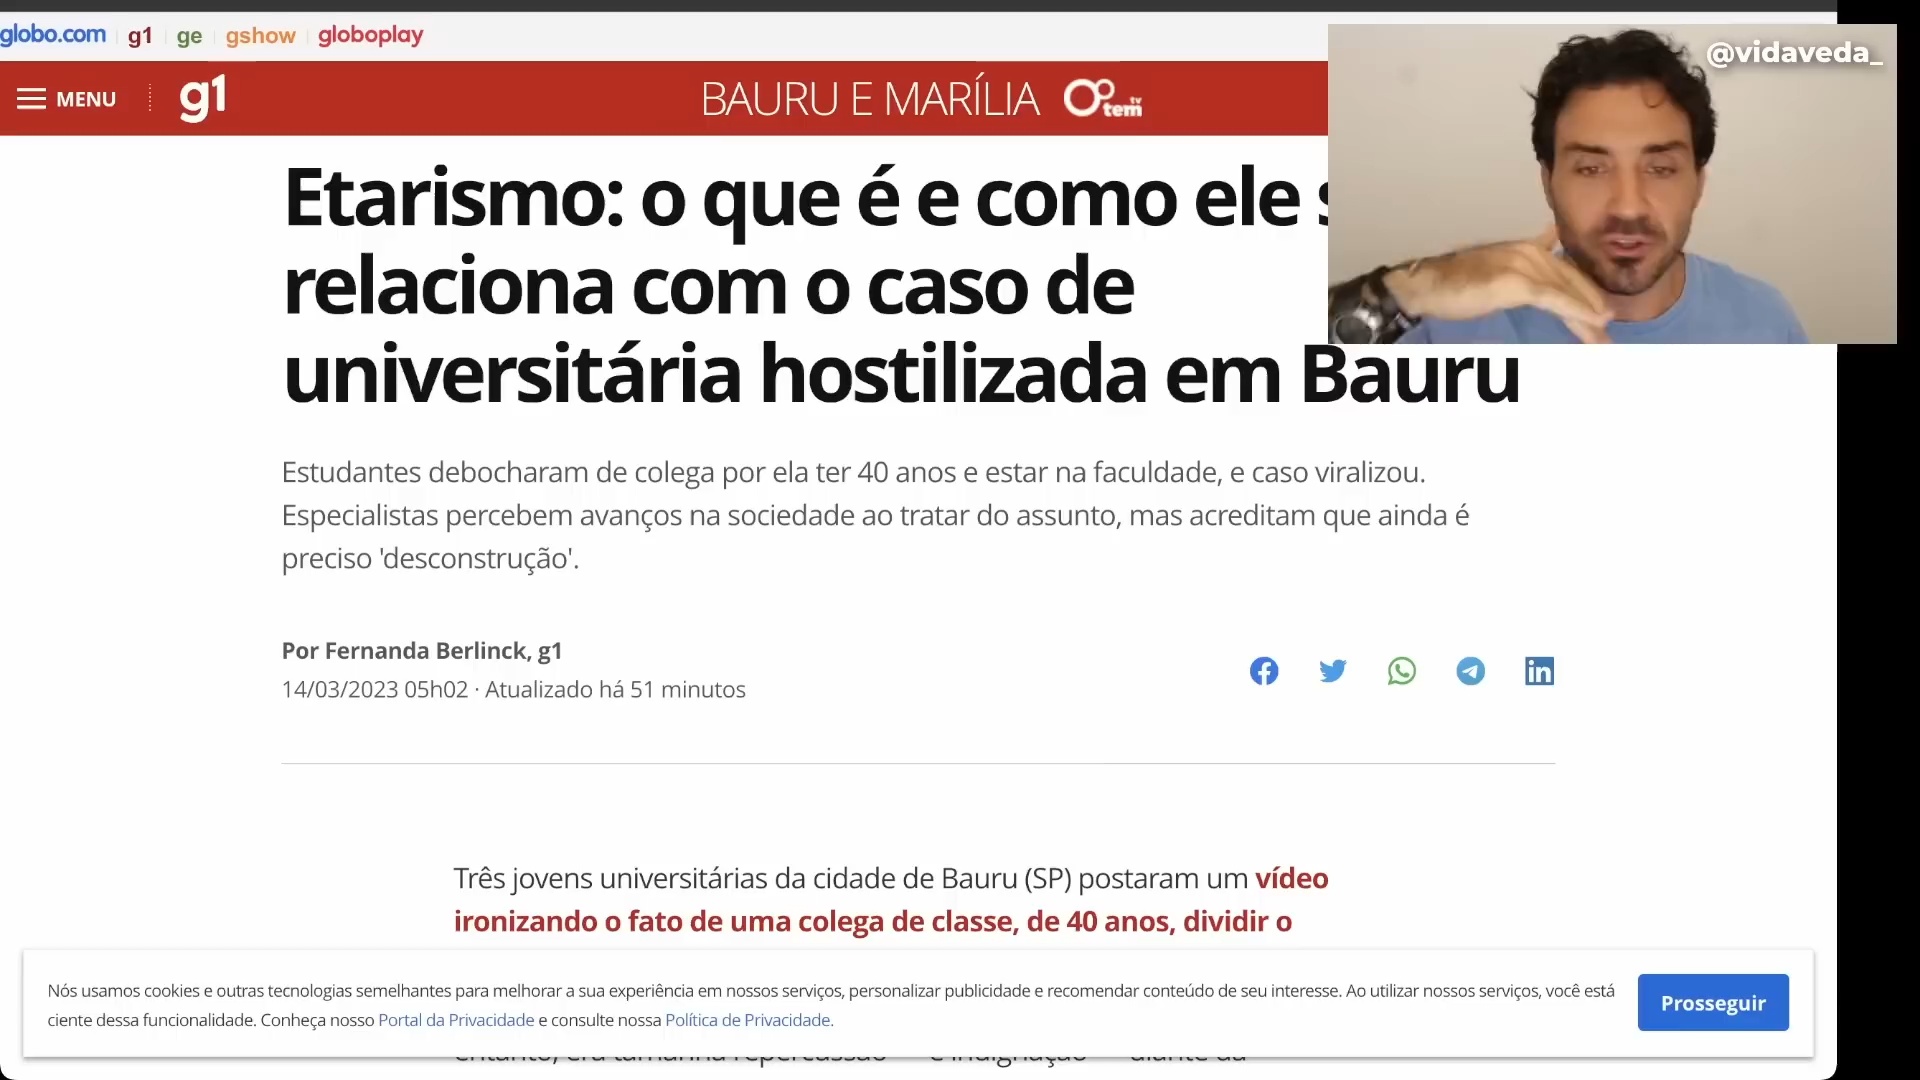 globo.com g1 ge gshow globoplay
@vidaveda_
MENU g1 BAURU E MARÍLIA tv tem
Etarismo: o que é e como ele
relaciona com o caso de
universitária hostilizada em Bauru
Estudantes debocharam de colega por ela ter 40 anos e estar na faculdade, e caso viralizou.
Especialistas percebem avanços na sociedade ao tratar do assunto, mas acreditam que ainda é
preciso 'desconstrução'.
Por Fernanda Berlinck, g1
14/03/2023 05h02 · Atualizado há 51 minutos
in
Três jovens universitárias da cidade de Bauru (SP) postaram um vídeo
ironizando o fato de uma colega de classe, de 40 anos, dividir o
Nós usamos cookies e outras tecnologias semelhantes para melhorar a sua experiência em nossos serviços, personalizar publicidade e recomendar conteúdo de seu interesse. Ao utilizar nossos serviços, você está
ciente dessa funcionalidade. Conheça nosso Portal da Privacidade e consulte nossa Política de Privacidade.
Prosseguir